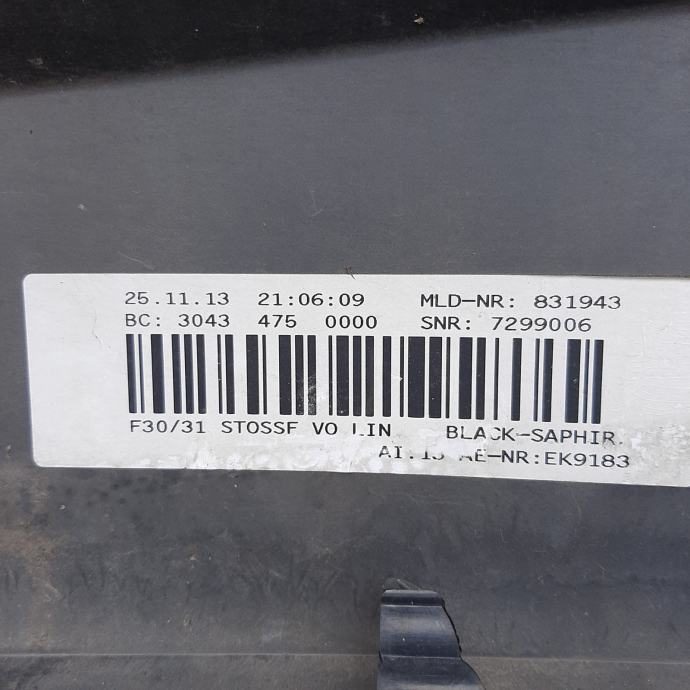 25.11.13 21:06:09 MLD-NR: 831943
BC: 3043 475 0000 SNR: 7299006
F30/31 STOSSF VO LIN BLACK-SAPHIR.
AE-NR:EK9183